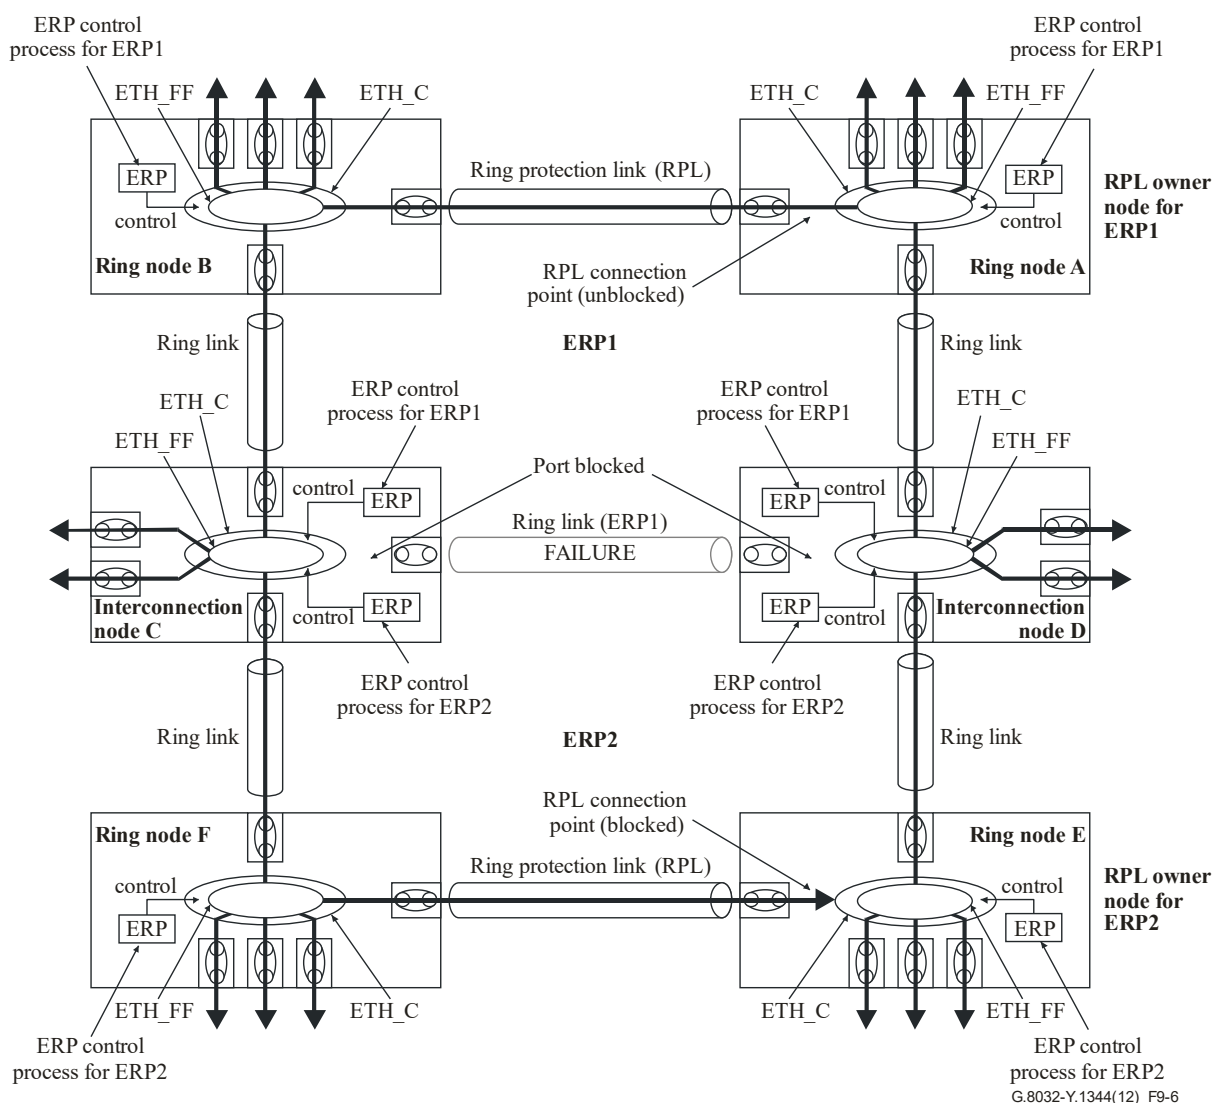 ERP control
process for ERP1
ERP control
process for ERP1
ETH_FF
ETH_C
ETH_C
ETH_FF
ERP
Ring protection link (RPL)
ERP
RPL owner
node for
ERP1
control
control
Ring node B
RPL connection
point (unblocked)
Ring node A
Ring link
ERP1
Ring link
ERP control
process for ERP1
ERP control
process for ERP1
ETH_C
ETH_C
ETH_FF
ETH_FF
Port blocked
control
ERP
ERP
control
Ring link (ERP1)
FAILURE
Interconnection
node C
control
ERP
ERP
control
Interconnection
node D
ERP control
process for ERP2
ERP control
process for ERP2
Ring link
ERP2
Ring link
RPL connection
point (blocked)
Ring node F
Ring node E
Ring protection link (RPL)
RPL owner
node for
ERP2
control
control
ERP
ERP
ETH_FF
ETH_C
ETH_C
ETH_FF
ERP control
process for ERP2
ERP control
process for ERP2
G.8032-Y.1344(12)_F9-6